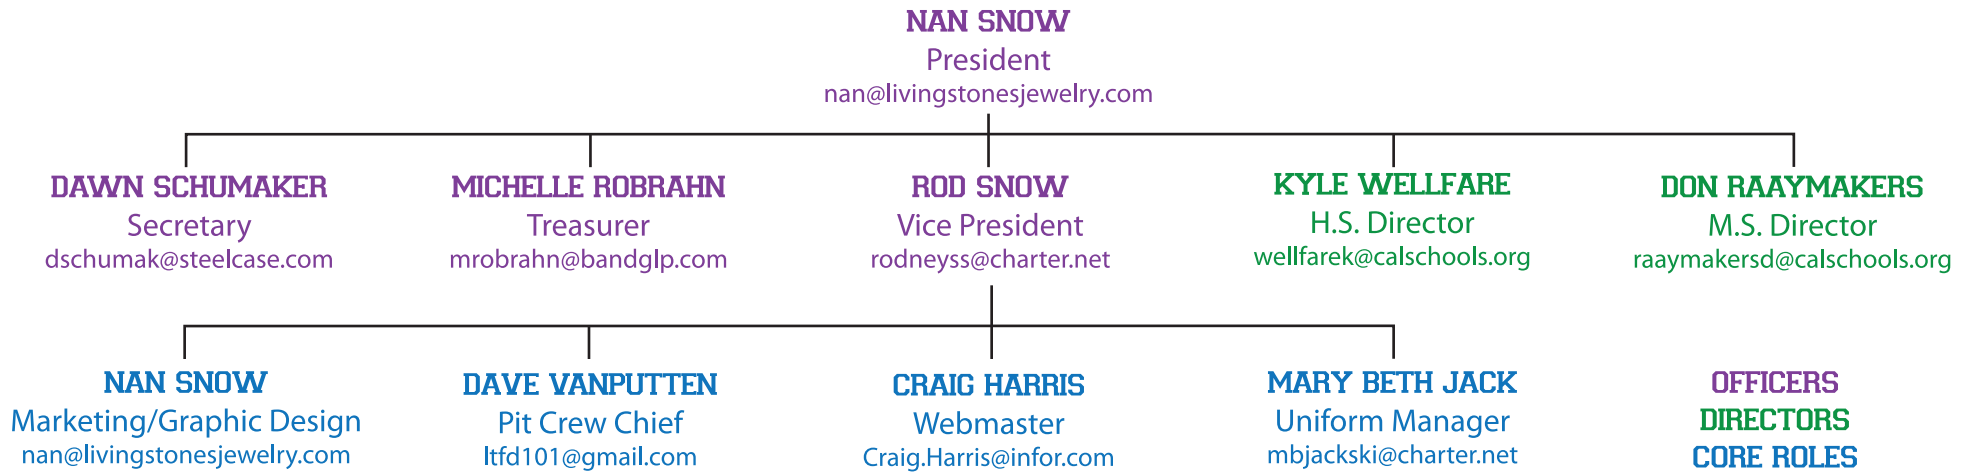 NAN SNOW
President
nan@livingstonesjewelry.com
DAWN SCHUMAKER
Secretary
dschumak@steelcase.com
MICHELLE ROBRAHN
Treasurer
mrobrahn@bandglp.com
ROD SNOW
Vice President
rodneyss@charter.net
KYLE WELLFARE
H.S. Director
wellfarek@calschools.org
DON RAAYMAKERS
M.S. Director
raaymakersd@calschools.org
NAN SNOW
Marketing/Graphic Design
nan@livingstonesjewelry.com
DAVE VANPUTTEN
Pit Crew Chief
ltfd101@gmail.com
CRAIG HARRIS
Webmaster
Craig.Harris@infor.com
MARY BETH JACK
Uniform Manager
mbjackski@charter.net
OFFICERS
DIRECTORS
CORE ROLES